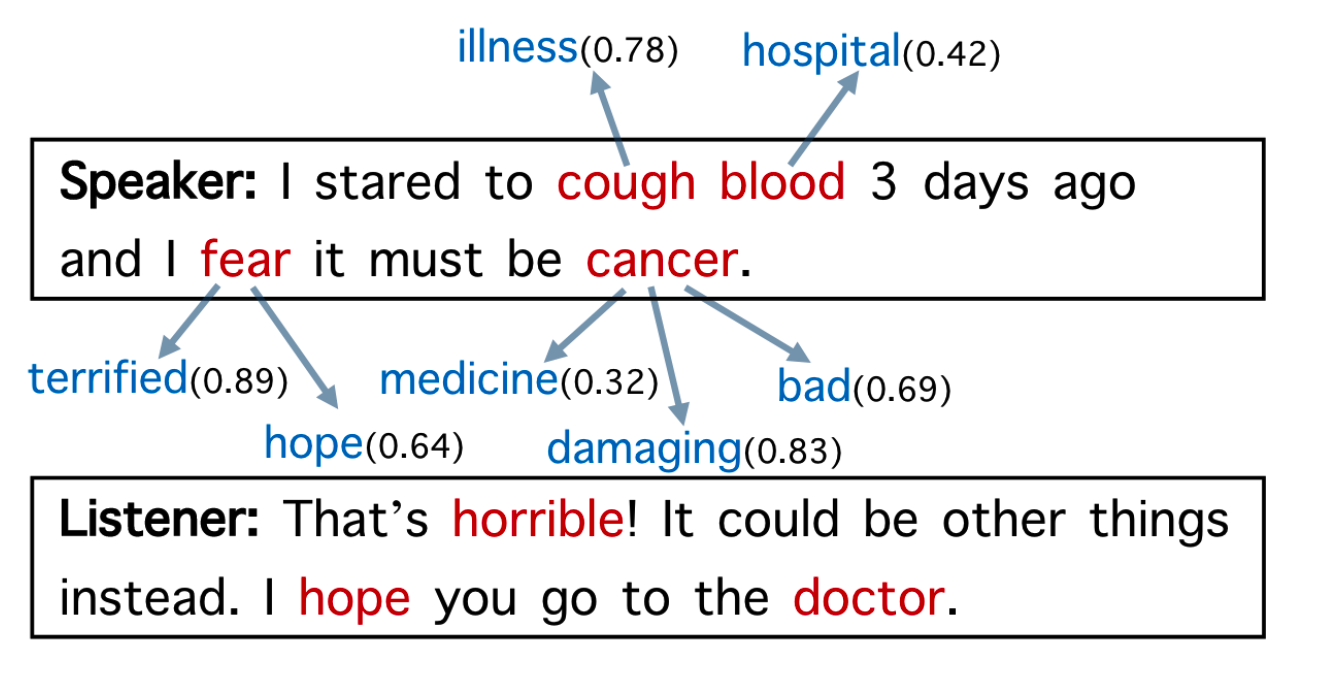 illness(0.78) hospital(0.42)
Speaker: I stared to cough blood 3 days ago
and I fear it must be cancer.
terrified(0.89) medicine(0.32) bad(0.69)
hope(0.64) damaging(0.83)
Listener: That’s horrible! It could be other things
instead. I hope you go to the doctor.